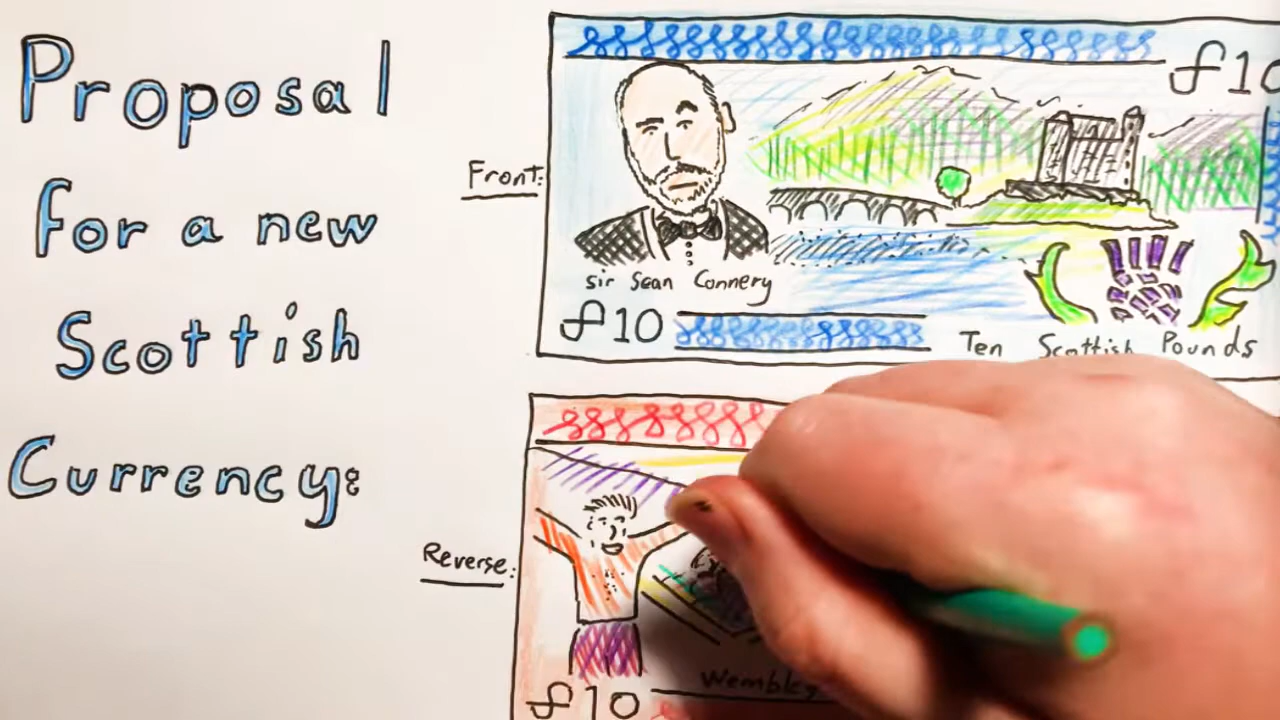 Proposal
for a new
Scottish
Currency:
Front:
£10
sir Sean Connery
£10
Ten Scottish Pounds
Reverse:
Wembley
£10